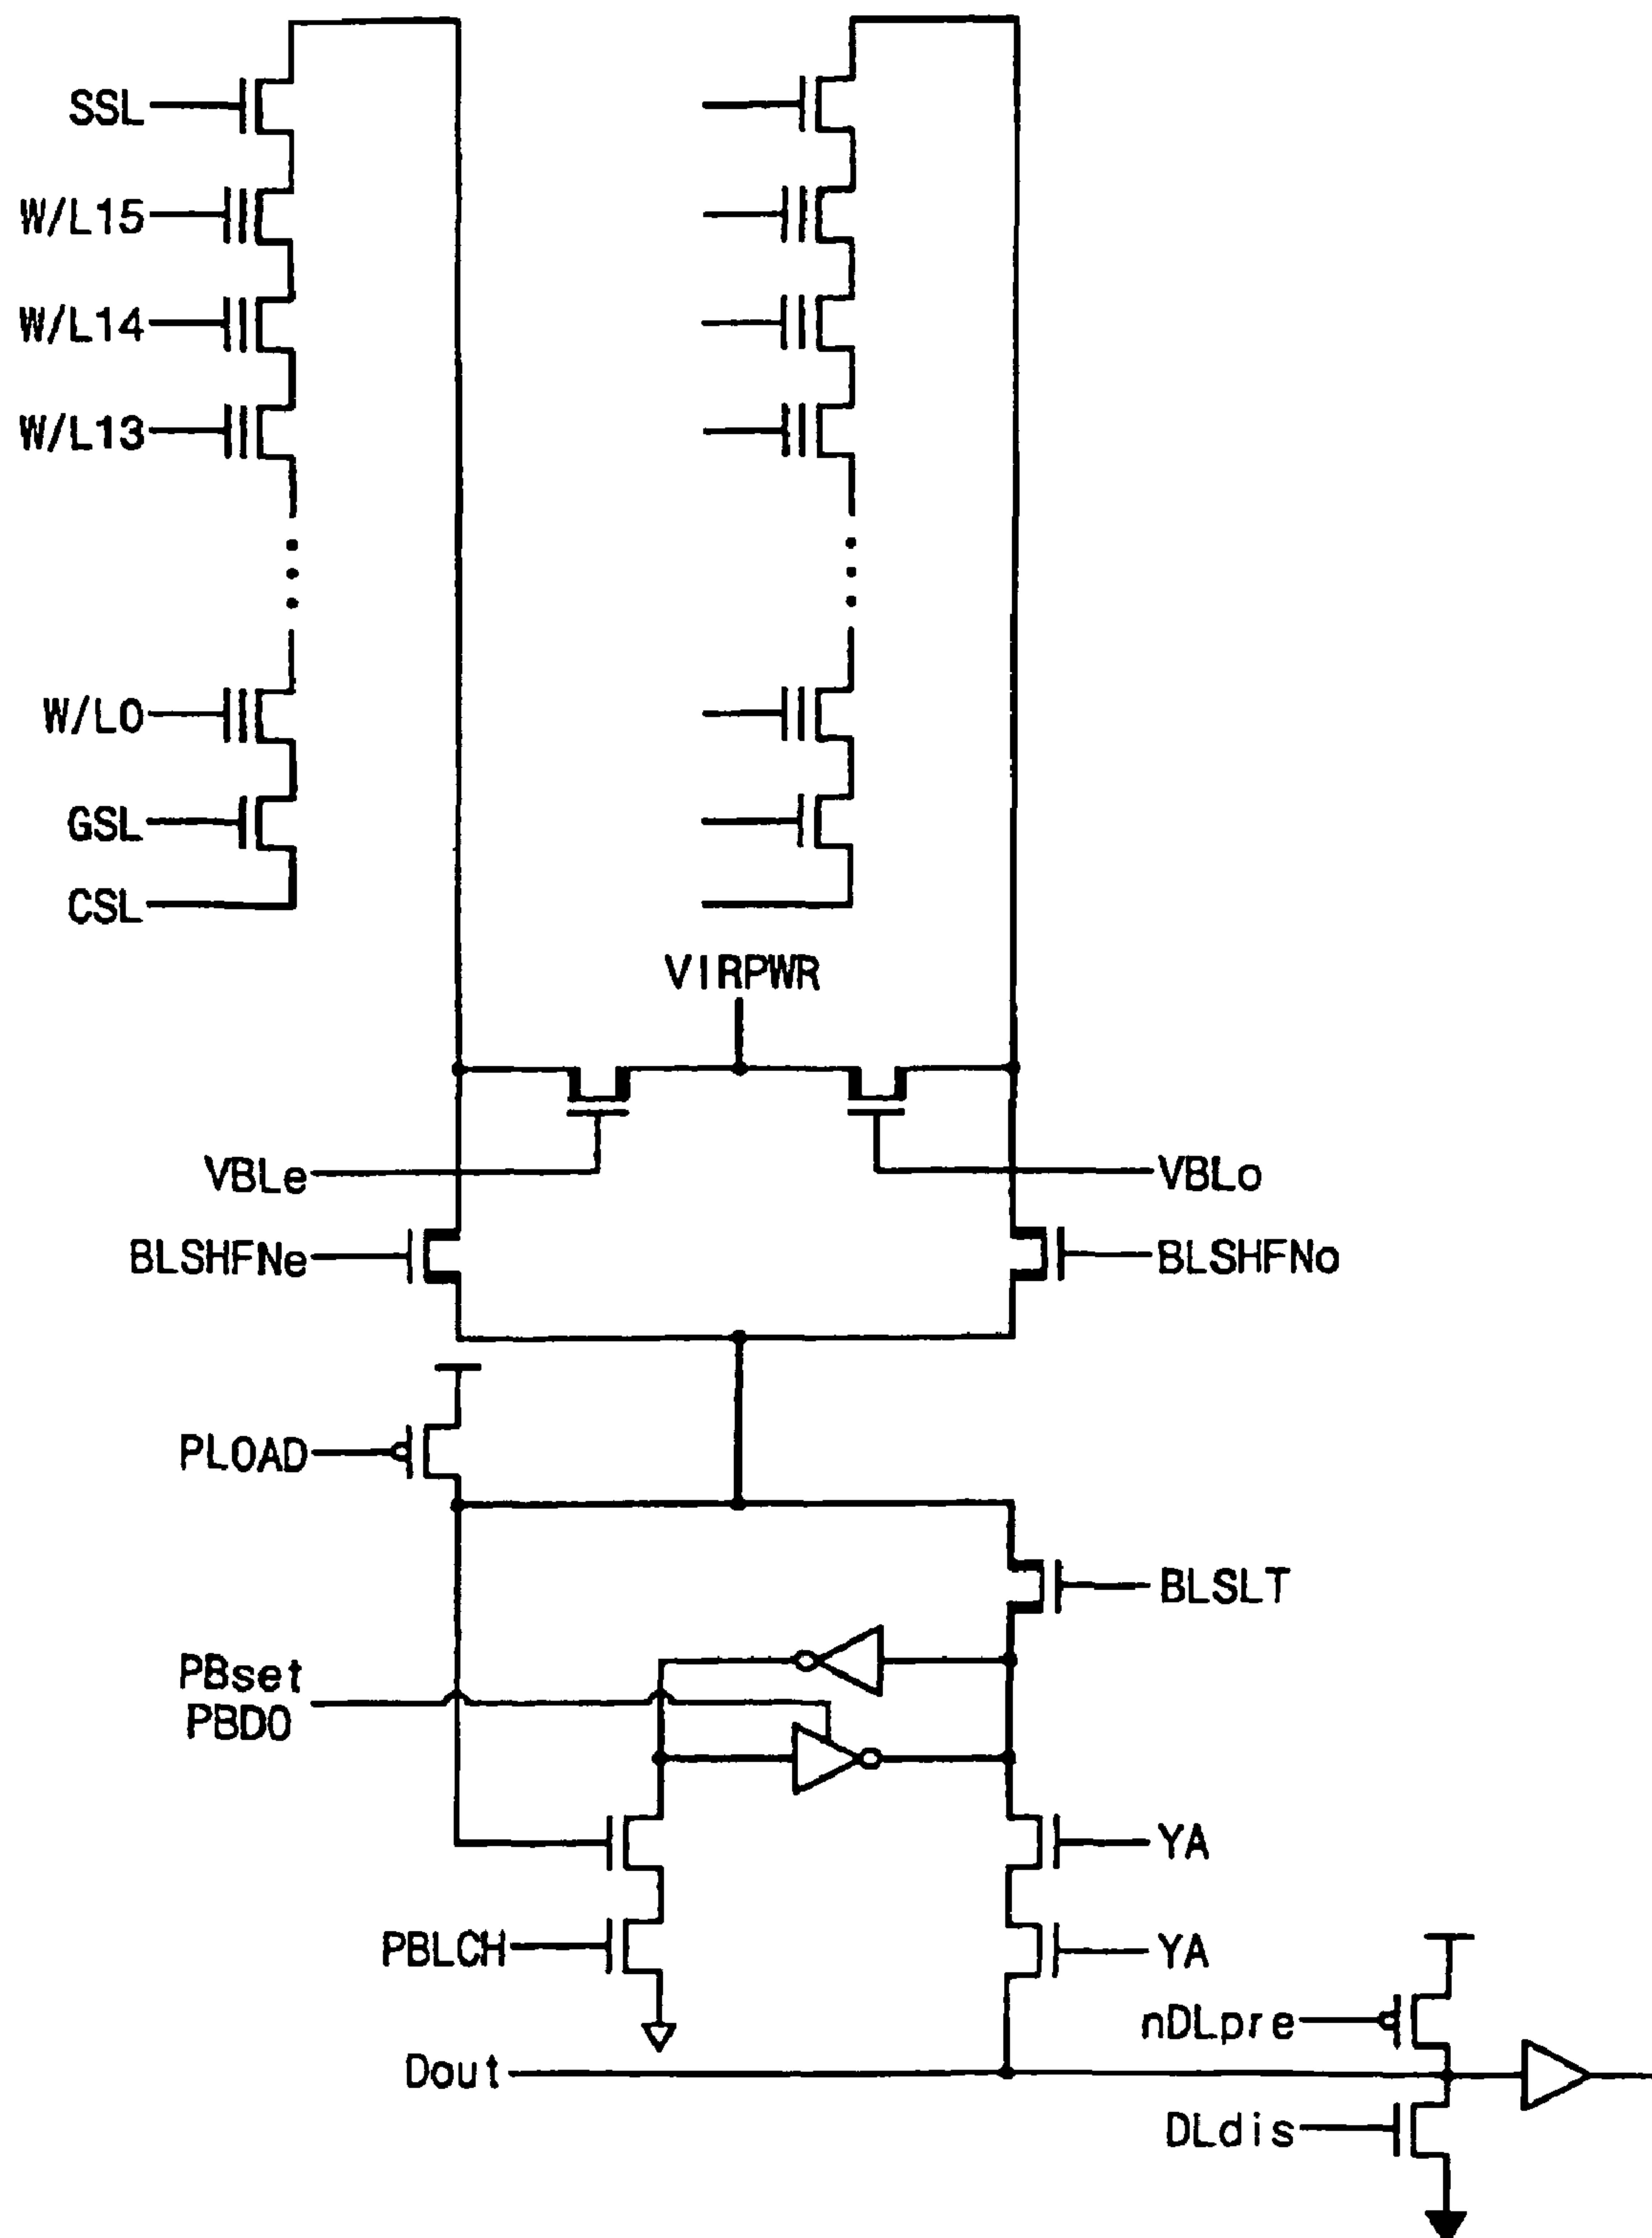 SSL
W/L15
W/L14
W/L13
W/L0
GSL
CSL
VIRPWR
VBLe
VBLo
BLSHFNe
BLSHFNo
PLOAD
BLSLT
PBset
PBDO
YA
PBLCH
YA
nDLpre
Dout
DLdis